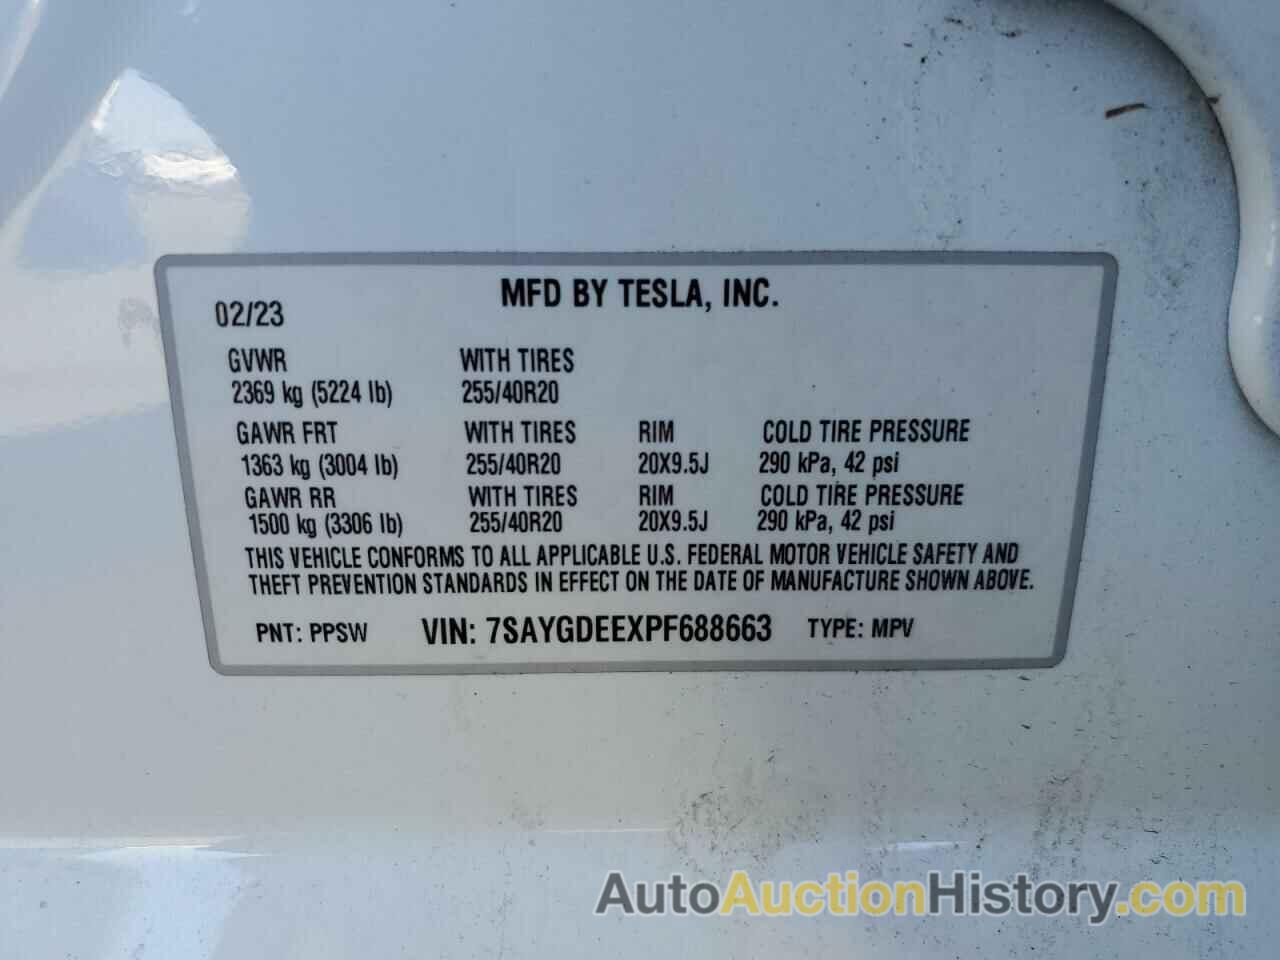 MFD BY TESLA, INC.
02/23
GVWR WITH TIRES
2369 kg (5224 lb) 255/40R20
GAWR FRT WITH TIRES RIM COLD TIRE PRESSURE
1363 kg (3004 lb) 255/40R20 20X9.5J 290 kPa, 42 psi
GAWR RR WITH TIRES RIM COLD TIRE PRESSURE
1500 kg (3306 lb) 255/40R20 20X9.5J 290 kPa, 42 psi
THIS VEHICLE CONFORMS TO ALL APPLICABLE U.S. FEDERAL MOTOR VEHICLE SAFETY AND
THEFT PREVENTION STANDARDS IN EFFECT ON THE DATE OF MANUFACTURE SHOWN ABOVE.
PNT: PPSW VIN: 7SAYGDEEXPF688663 TYPE: MPV
AutoAuctionHistory.com